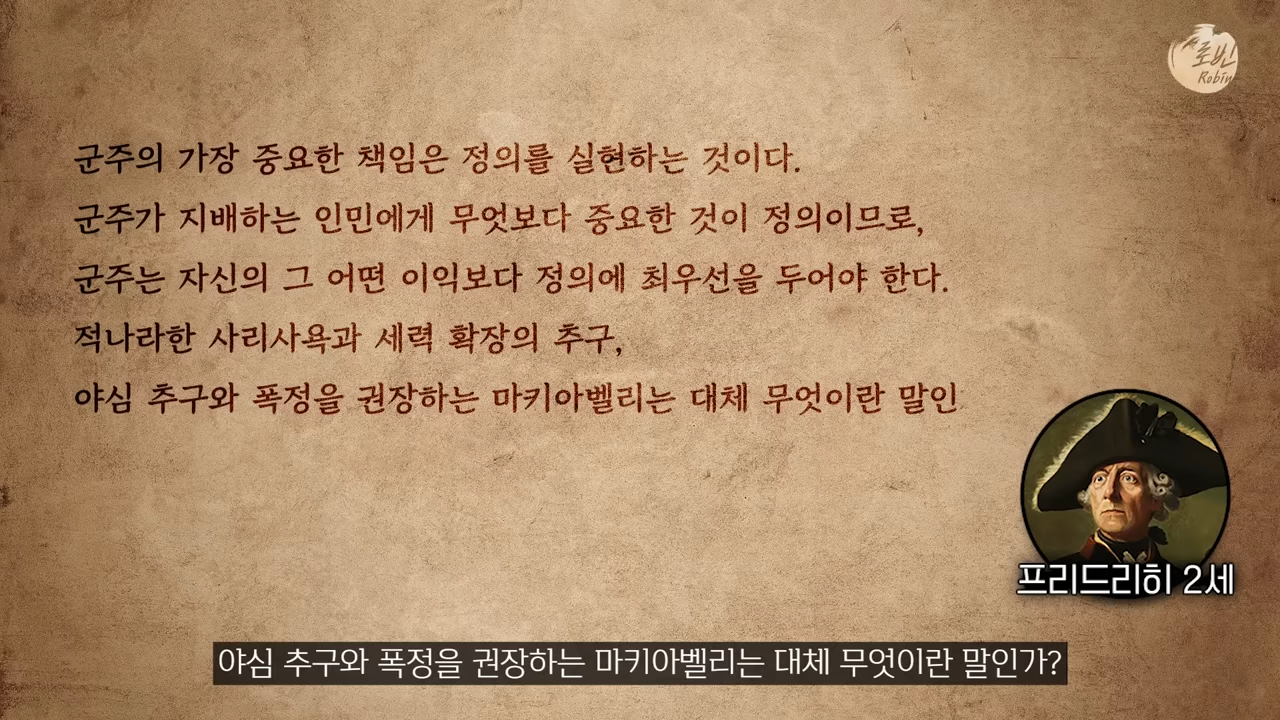 로빈
Robin
군주의 가장 중요한 책임은 정의를 실현하는 것이다.
군주가 지배하는 인민에게 무엇보다 중요한 것이 정의이므로,
군주는 자신의 그 어떤 이익보다 정의에 최우선을 두어야 한다.
적나라한 사리사욕과 세력 확장의 추구,
야심 추구와 폭정을 권장하는 마키아벨리는 대체 무엇이란 말인
프리드리히 2세
야심 추구와 폭정을 권장하는 마키아벨리는 대체 무엇이란 말인가?